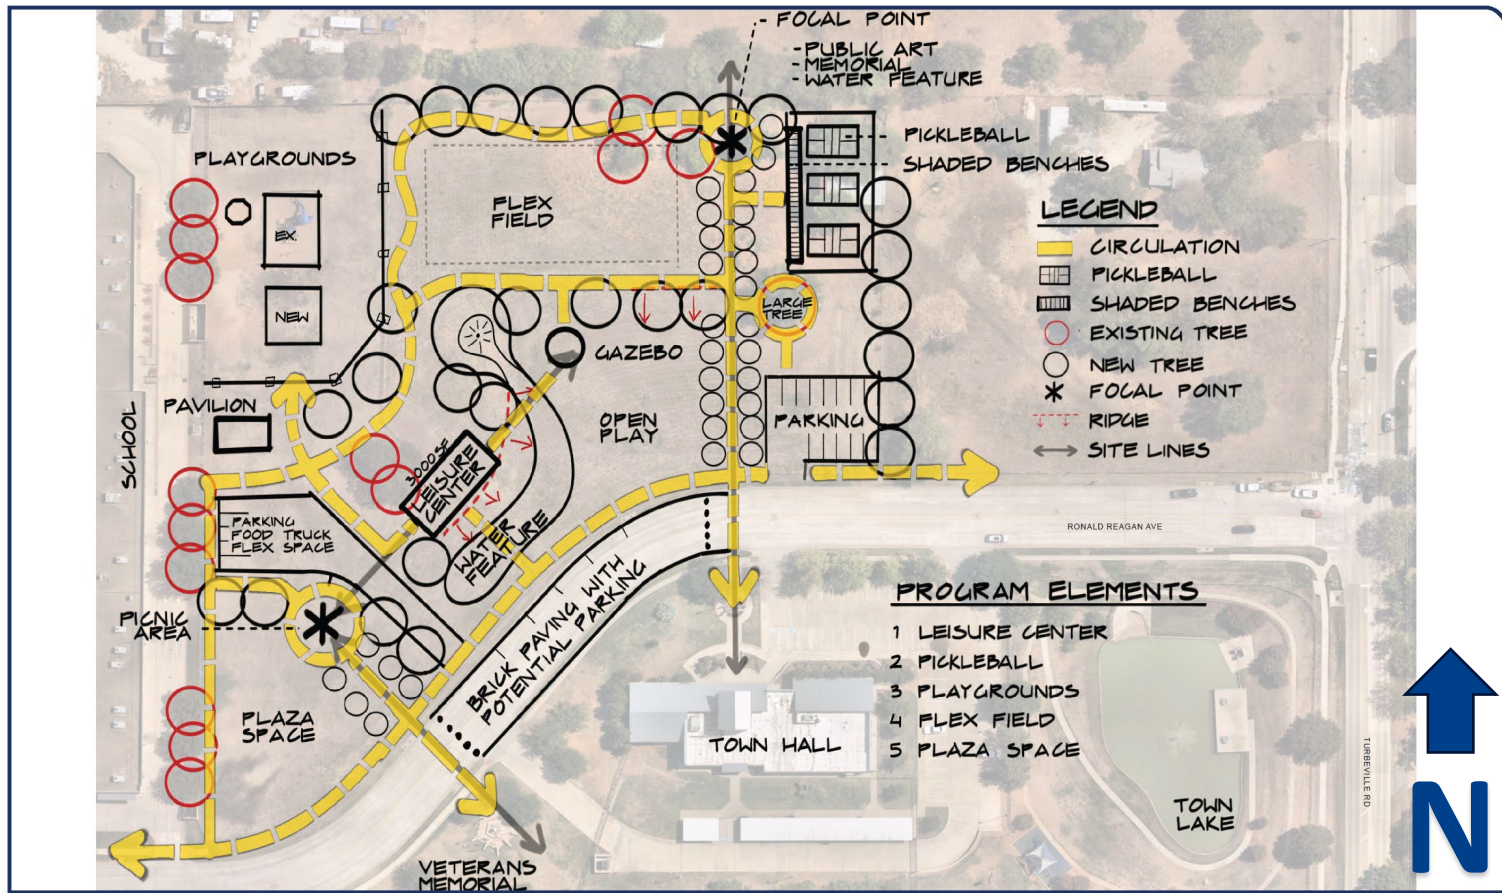 - FOCAL POINT
- PUBLIC ART
- MEMORIAL
- WATER FEATURE
PICKLEBALL
SHADED BENCHES
PLAYGROUNDS
EX.
NEW
FLEX
FIELD
LARGE
TREE
GAZEBO
OPEN
PLAY
PARKING
PAVILION
SCHOOL
3000SF
LEISURE
CENTER
WATER
FEATURE
PARKING
FOOD TRUCK
FLEX SPACE
PICNIC
AREA
PLAZA
SPACE
BRICK PAVING WITH
POTENTIAL PARKING
VETERANS
MEMORIAL
TOWN HALL
RONALD REAGAN AVE
LEGEND
CIRCULATION
PICKLEBALL
SHADED BENCHES
EXISTING TREE
NEW TREE
FOCAL POINT
RIDGE
SITE LINES
PROGRAM ELEMENTS
1 LEISURE CENTER
2 PICKLEBALL
3 PLAYGROUNDS
4 FLEX FIELD
5 PLAZA SPACE
TOWN
LAKE
TURBEVILLE RD
N